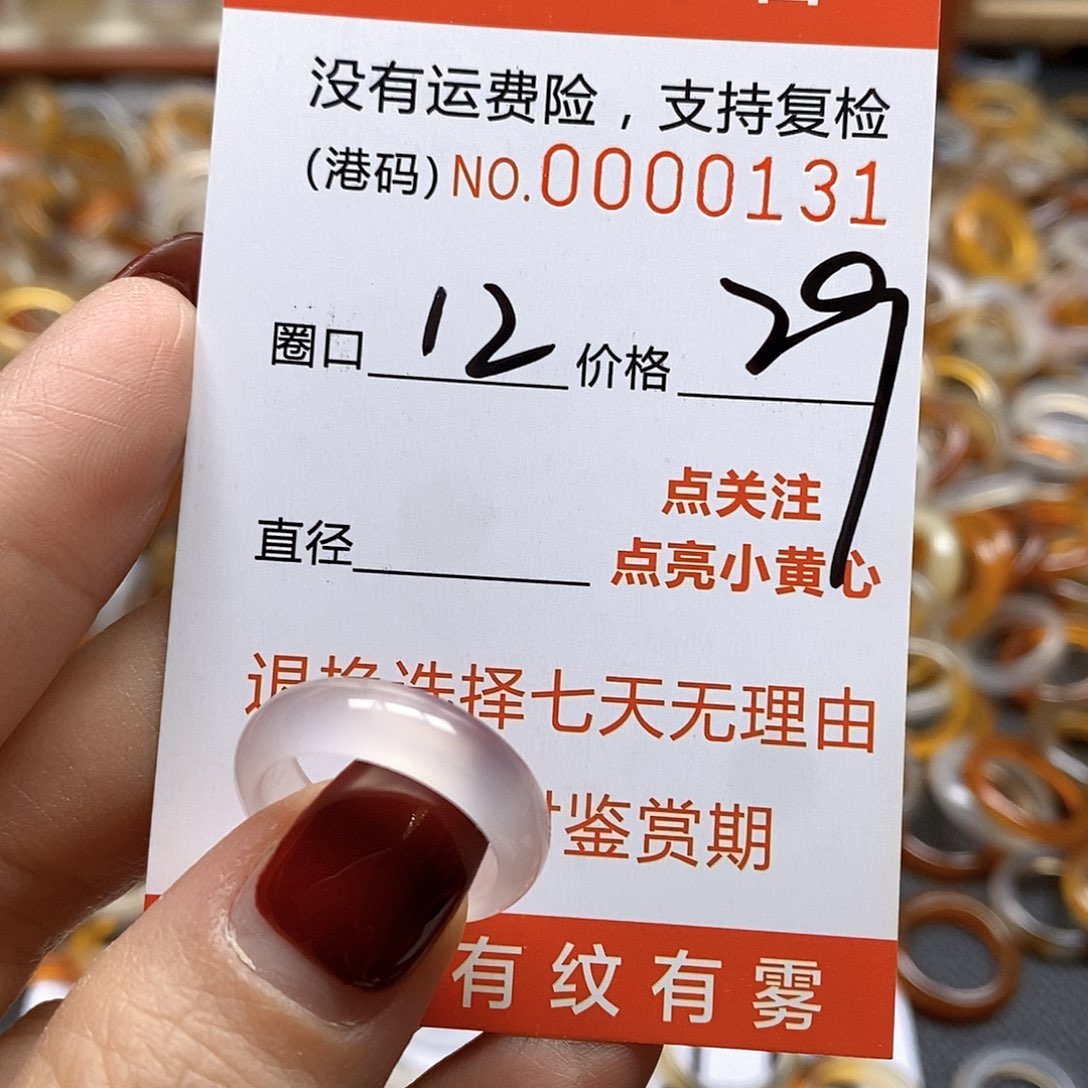 没有运费险，支持复检
(港码) NO.0000131
圈口 12 价格 29
直径
点关注
点亮小黄心
退换选择七天无理由
鉴赏期
有纹有雾